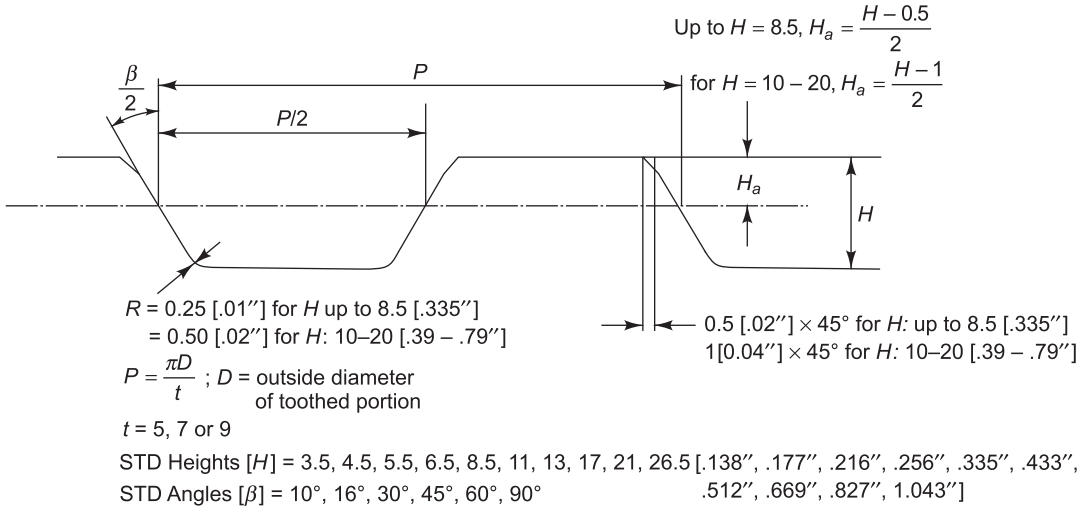 Up to H = 8.5, Hₐ = (H – 0.5)/2
β/2
P
for H = 10 – 20, Hₐ = (H – 1)/2
P/2
Hₐ
H
R = 0.25 [.01″] for H up to 8.5 [.335″]
= 0.50 [.02″] for H: 10–20 [.39 – .79″]
0.5 [.02″] × 45° for H: up to 8.5 [.335″]
1[0.04″] × 45° for H: 10–20 [.39 – .79″]
P = πD/t ; D = outside diameter
of toothed portion
t = 5, 7 or 9
STD Heights [H] = 3.5, 4.5, 5.5, 6.5, 8.5, 11, 13, 17, 21, 26.5 [.138″, .177″, .216″, .256″, .335″, .433″,
.512″, .669″, .827″, 1.043″]
STD Angles [β] = 10°, 16°, 30°, 45°, 60°, 90°